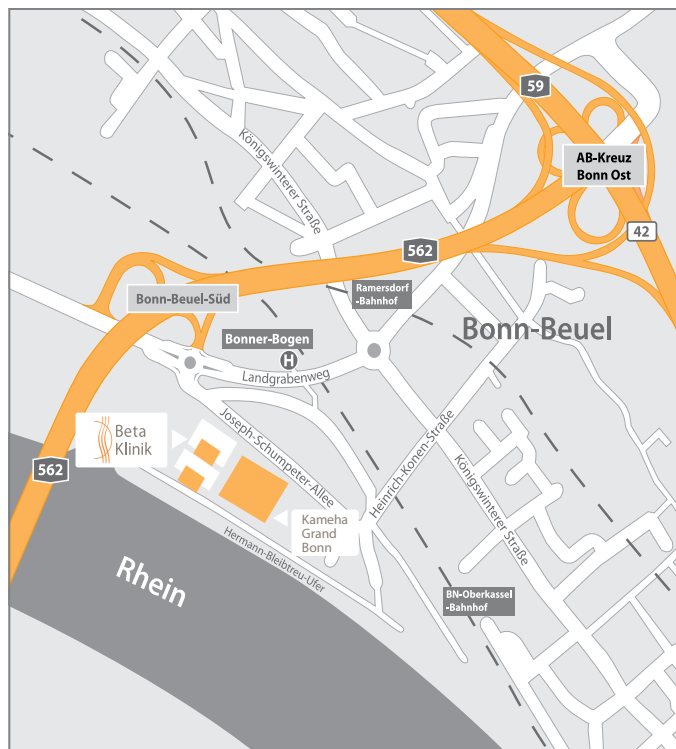 59
Königswinterer Straße
AB-Kreuz
Bonn Ost
42
562
Ramersdorf
-Bahnhof
Bonn-Beuel-Süd
Bonn-Beuel
Bonner-Bogen
H
Landgrabenweg
Beta
Klinik
Joseph-Schumpeter-Allee
Heinrich-Konen-Straße
Königswinterer Straße
562
Kameha
Grand
Bonn
Hermann-Bleibtreu-Ufer
Rhein
BN-Oberkassel
-Bahnhof